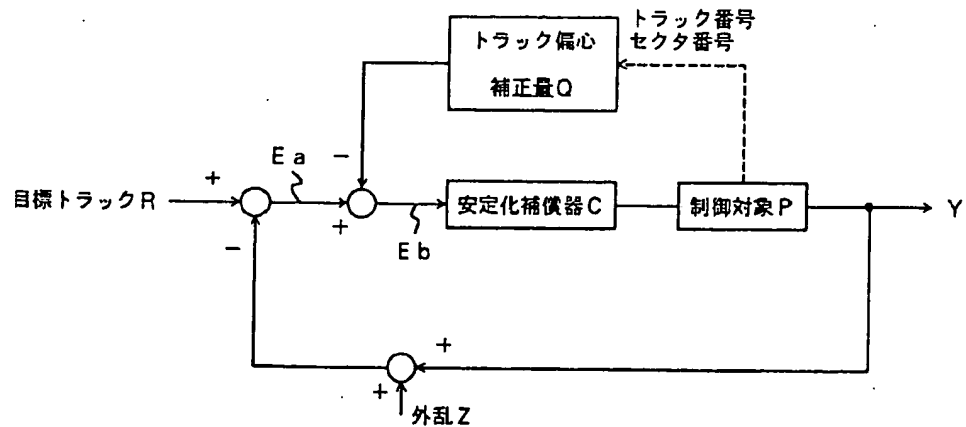 トラック偏心
補正量Q
トラック番号
セクタ番号
−
Ea
+
目標トラックR
+
Eb
安定化補償器C
制御対象P
Y
−
+
+
外乱Z